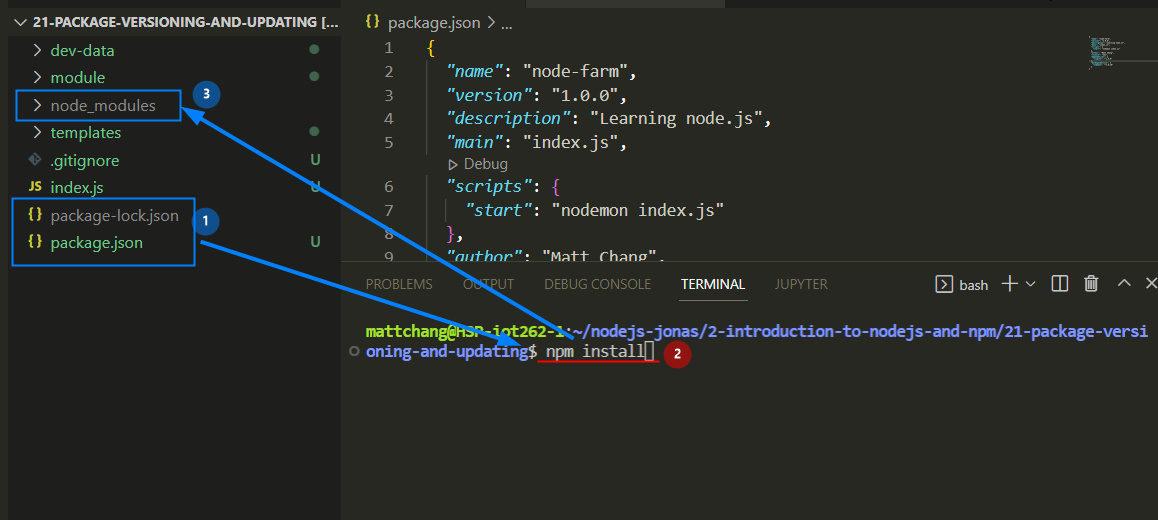 21-PACKAGE-VERSIONING-AND-UPDATING [...
dev-data
module
node_modules
3
templates
.gitignore U
JS index.js U
{} package-lock.json
1
{} package.json U
{} package.json > ...
1 {
2 "name": "node-farm",
3 "version": "1.0.0",
4 "description": "Learning node.js",
5 "main": "index.js",
Debug
6 "scripts": {
7 "start": "nodemon index.js"
8 },
9 "author": "Matt Chang",
PROBLEMS OUTPUT DEBUG CONSOLE TERMINAL JUPYTER
bash
mattchang@HSP-iot262-1:~/nodejs-jonas/2-introduction-to-nodejs-and-npm/21-package-versi
oning-and-updating$ npm install
2